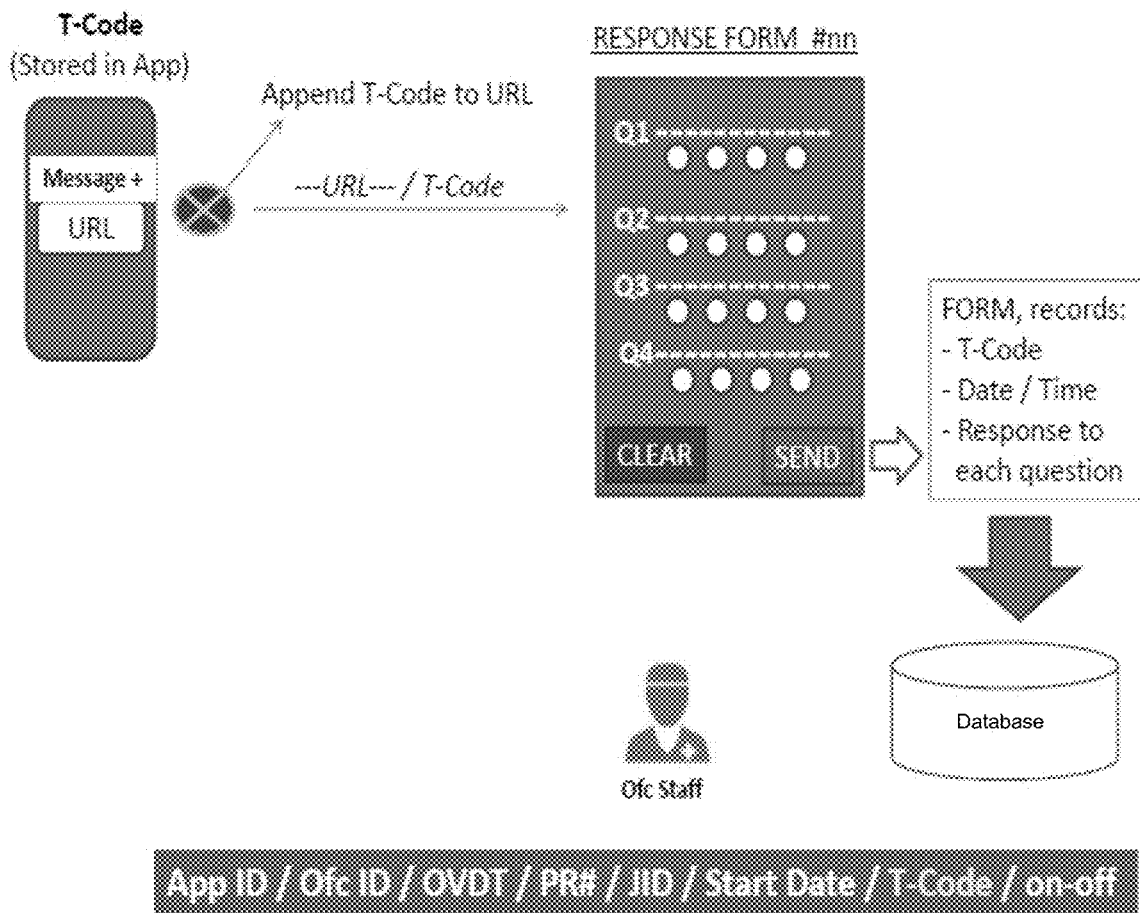 T-Code
(Stored in App)
Message +
URL
Append T-Code to URL
---URL--- / T-Code
RESPONSE FORM #nn
Q1
Q2
Q3
Q4
CLEAR
SEND
FORM, records:
- T-Code
- Date / Time
- Response to
each question
Database
Ofc Staff
App ID / Ofc ID / OVDT / PR# / JID / Start Date / T-Code / on-off